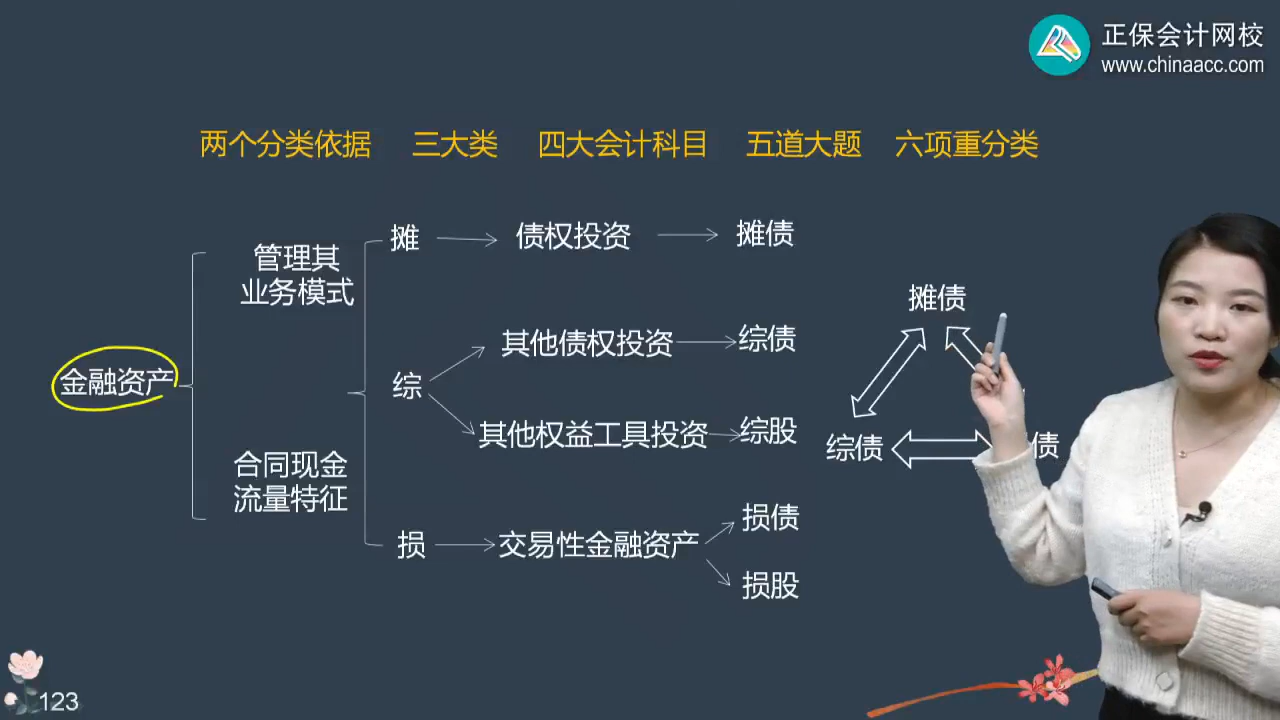 正保会计网校
www.chinaacc.com
两个分类依据 三大类 四大会计科目 五道大题 六项重分类
金融资产
管理其
业务模式
合同现金
流量特征
摊 债权投资 摊债
综 其他债权投资 综债
其他权益工具投资 综股
损 交易性金融资产 损债
损股
摊债
综债 债
123